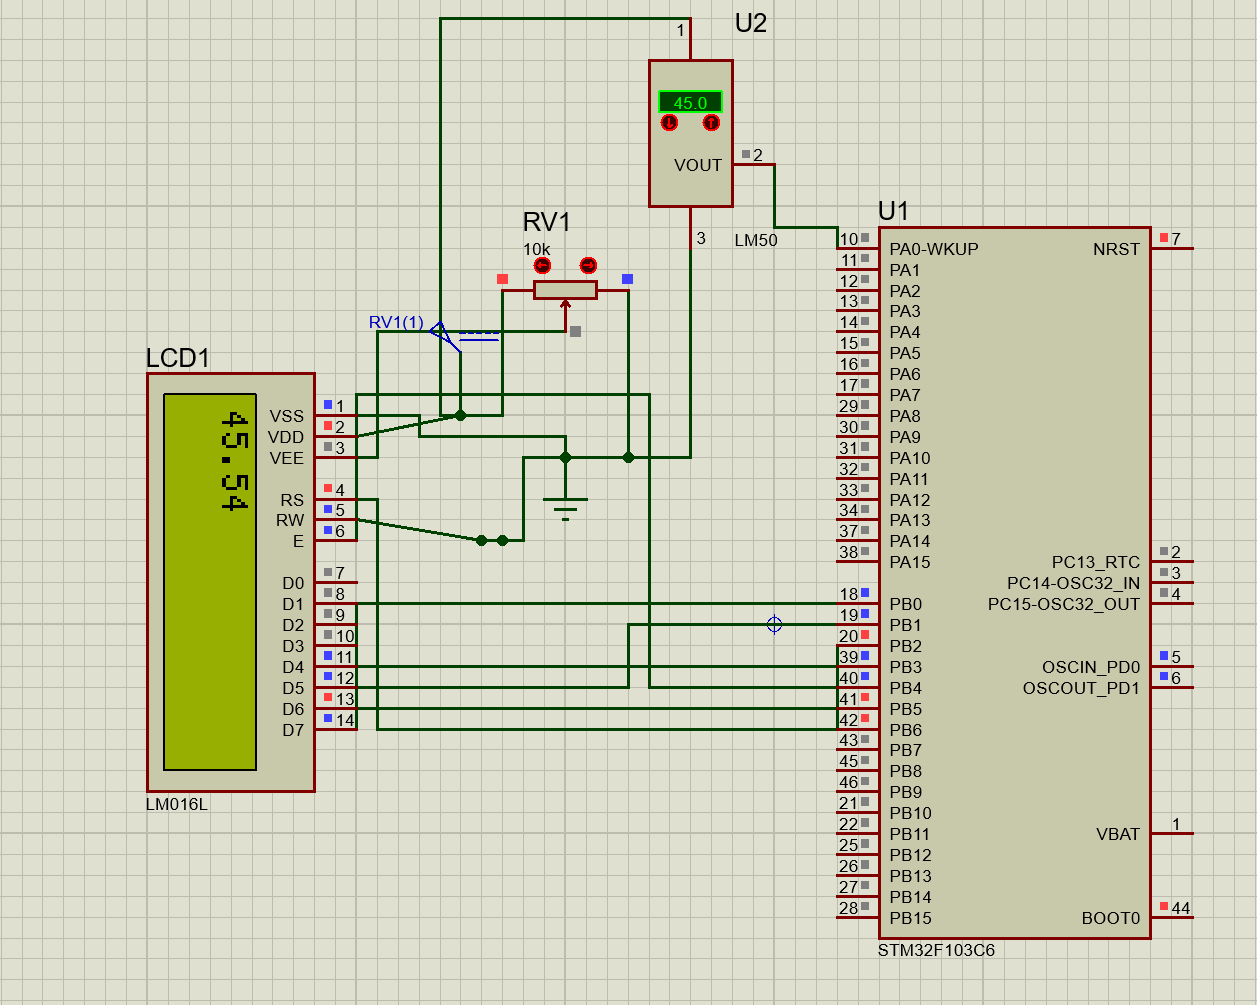 U2
1
45.0
VOUT
2
3
LM50
RV1
10k
RV1(1)
LCD1
45.54
VSS 1
VDD 2
VEE 3
RS 4
RW 5
E 6
D0 7
D1 8
D2 9
D3 10
D4 11
D5 12
D6 13
D7 14
LM016L
U1
10 PA0-WKUP
11 PA1
12 PA2
13 PA3
14 PA4
15 PA5
16 PA6
17 PA7
29 PA8
30 PA9
31 PA10
32 PA11
33 PA12
34 PA13
37 PA14
38 PA15
18 PB0
19 PB1
20 PB2
39 PB3
40 PB4
41 PB5
42 PB6
43 PB7
45 PB8
46 PB9
21 PB10
22 PB11
25 PB12
26 PB13
27 PB14
28 PB15
NRST 7
PC13_RTC 2
PC14-OSC32_IN 3
PC15-OSC32_OUT 4
OSCIN_PD0 5
OSCOUT_PD1 6
VBAT 1
BOOT0 44
STM32F103C6